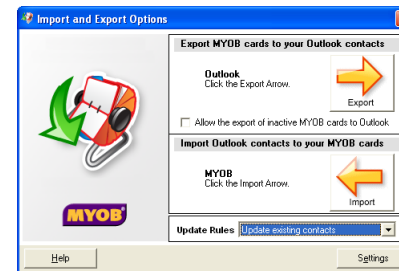 Import and Export Options
Export MYOB cards to your Outlook contacts
Outlook
Click the Export Arrow.
Export
Allow the export of inactive MYOB cards to Outlook
Import Outlook contacts to your MYOB cards
MYOB
Click the Import Arrow.
Import
MYOB
Update Rules Update existing contacts
Help Settings